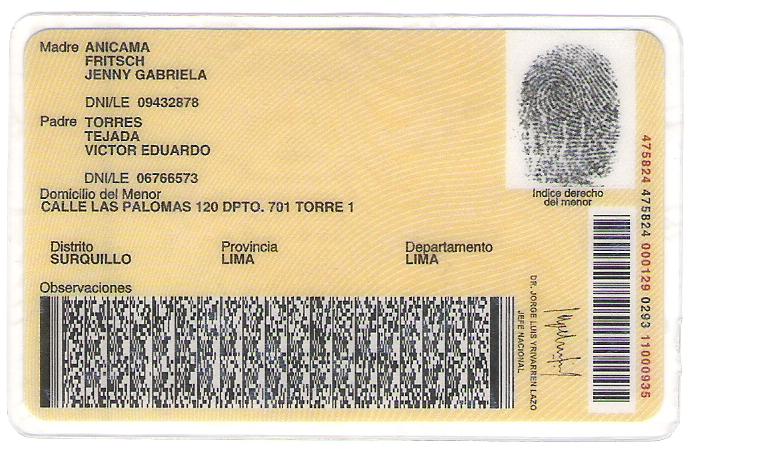 Madre ANICAMA
FRITSCH
JENNY GABRIELA
DNI/LE 09432878
Padre TORRES
TEJADA
VICTOR EDUARDO
DNI/LE 06766573
Domicilio del Menor
CALLE LAS PALOMAS 120 DPTO. 701 TORRE 1
Distrito Provincia Departamento
SURQUILLO LIMA LIMA
Observaciones
Indice derecho
del menor
DR. JORGE LUIS YRIVARREN LAZO
JEFE NACIONAL
475824 475824 000129 0293 11000935